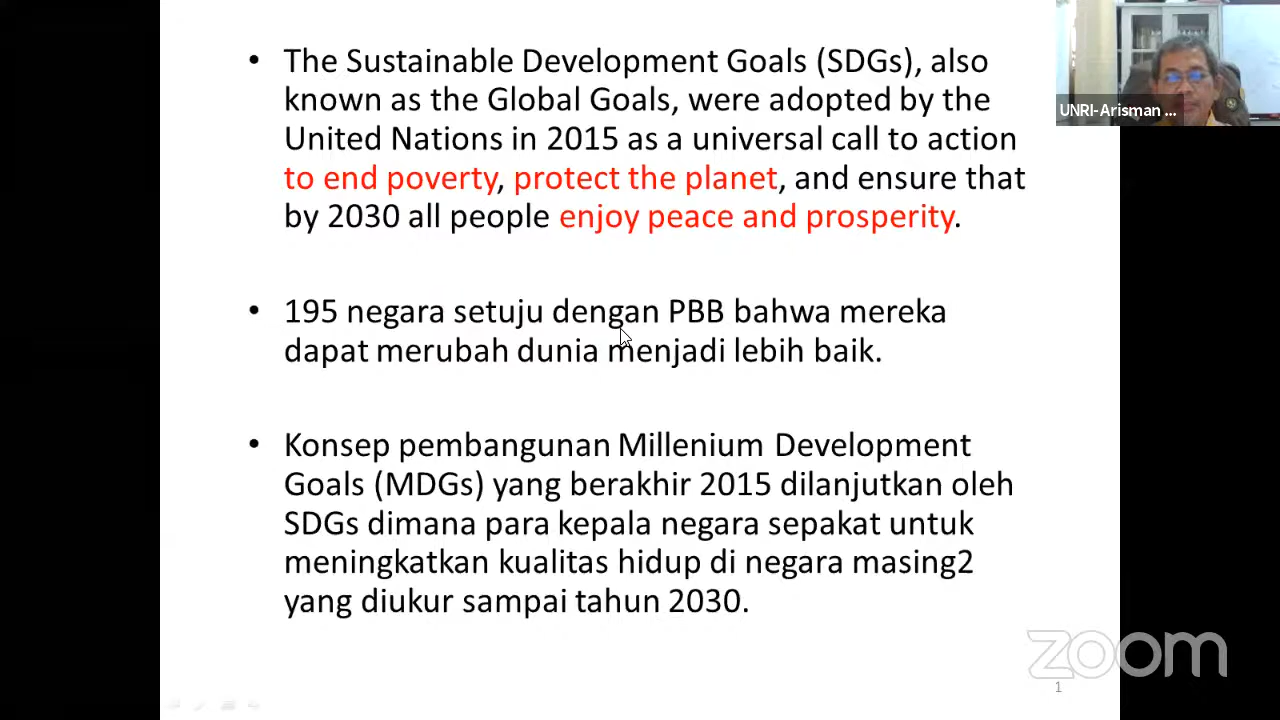 • The Sustainable Development Goals (SDGs), also
known as the Global Goals, were adopted by the
United Nations in 2015 as a universal call to action
to end poverty, protect the planet, and ensure that
by 2030 all people enjoy peace and prosperity.
• 195 negara setuju dengan PBB bahwa mereka
dapat merubah dunia menjadi lebih baik.
• Konsep pembangunan Millenium Development
Goals (MDGs) yang berakhir 2015 dilanjutkan oleh
SDGs dimana para kepala negara sepakat untuk
meningkatkan kualitas hidup di negara masing2
yang diukur sampai tahun 2030.
UNRI-Arisman ...
zoom
1